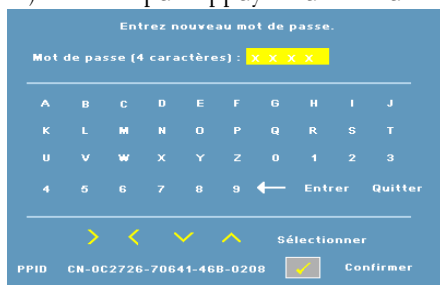 Entrez nouveau mot de passe.
Mot de passe (4 caractères) : x x x x
A B C D E F G H I J
K L M N O P Q R S T
U V W X Y Z 0 1 2 3
4 5 6 7 8 9 ← Entrer Quitter
> < ∨ ∧ Sélectionner
PPID CN-0C2726-70641-46B-0208 ✓ Confirmer